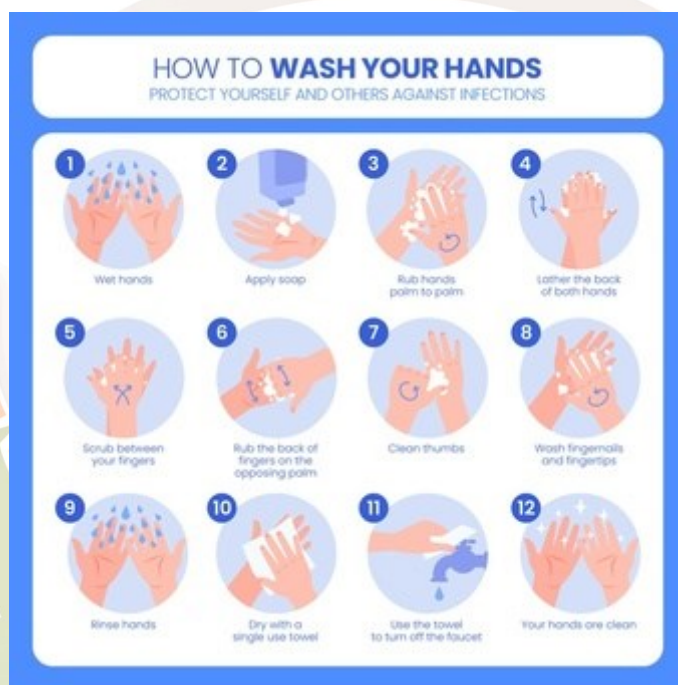 HOW TO WASH YOUR HANDS
PROTECT YOURSELF AND OTHERS AGAINST INFECTIONS
1
Wet hands
2
Apply soap
3
Rub hands
palm to palm
4
Lather the back
of both hands
5
Scrub between
your fingers
6
Rub the back of
fingers on the
opposing palm
7
Clean thumbs
8
Wash fingernails
and fingertips
9
Rinse hands
10
Dry with a
single use towel
11
Use the towel
to turn off the faucet
12
Your hands are clean